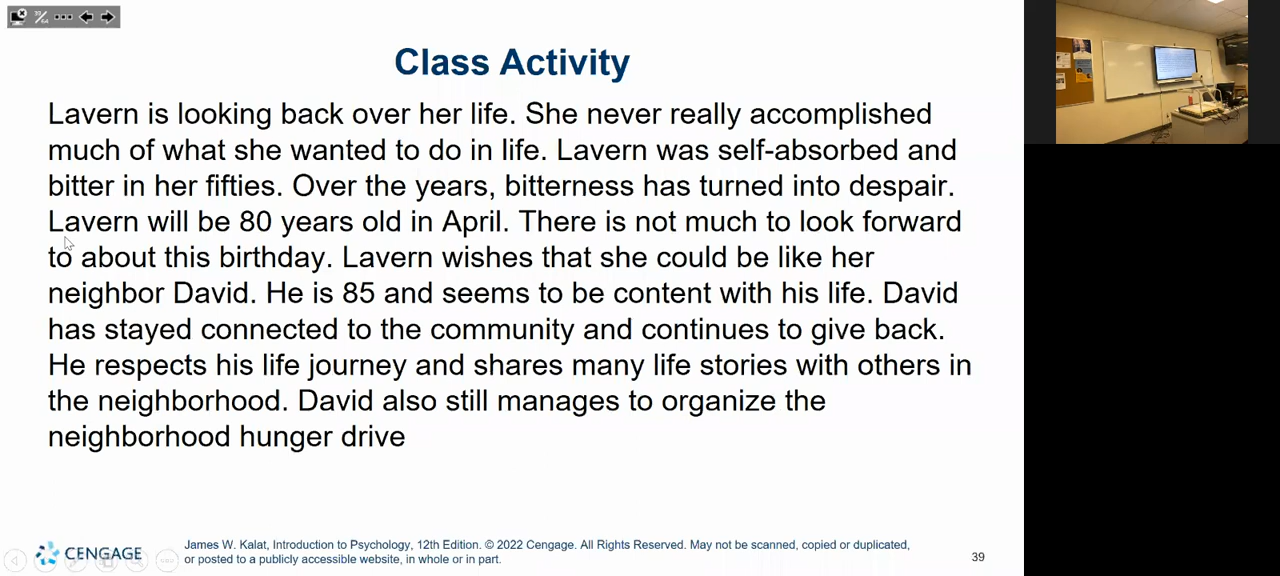 Class Activity
Lavern is looking back over her life. She never really accomplished
much of what she wanted to do in life. Lavern was self-absorbed and
bitter in her fifties. Over the years, bitterness has turned into despair.
Lavern will be 80 years old in April. There is not much to look forward
to about this birthday. Lavern wishes that she could be like her
neighbor David. He is 85 and seems to be content with his life. David
has stayed connected to the community and continues to give back.
He respects his life journey and shares many life stories with others in
the neighborhood. David also still manages to organize the
neighborhood hunger drive
CENGAGE
James W. Kalat, Introduction to Psychology, 12th Edition. © 2022 Cengage. All Rights Reserved. May not be scanned, copied or duplicated,
or posted to a publicly accessible website, in whole or in part.
39